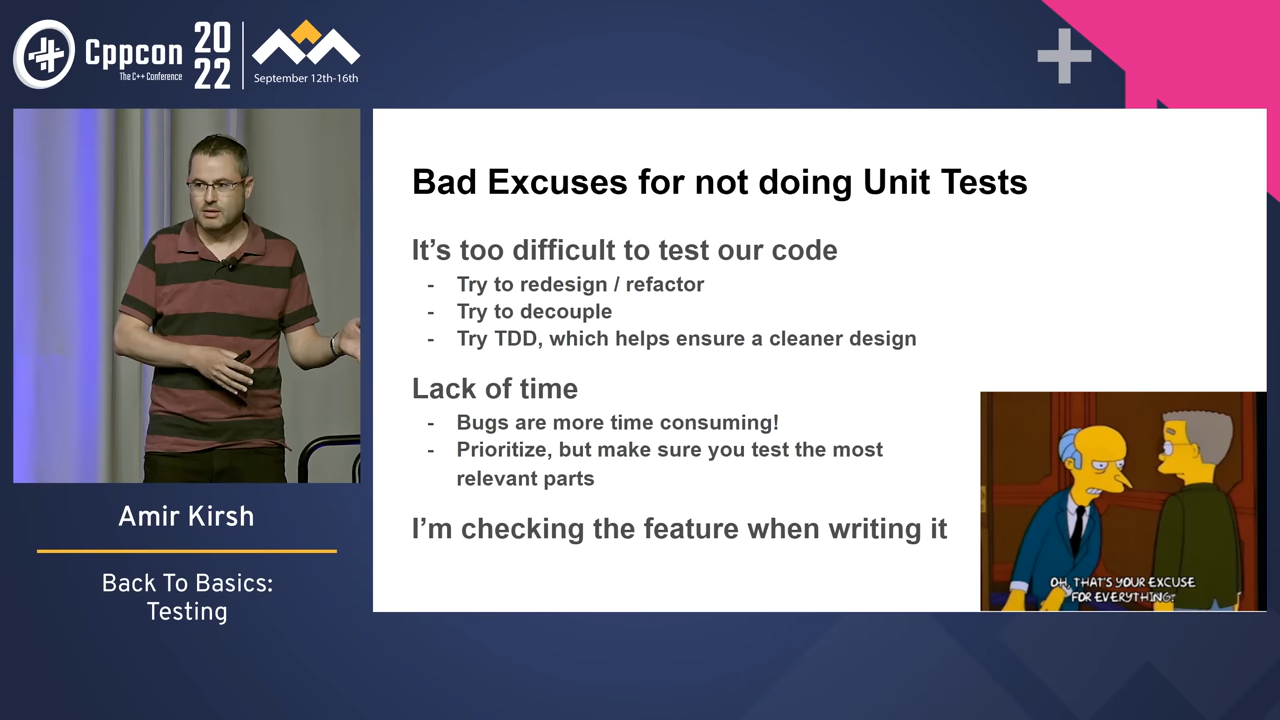 Cppcon
The C++ Conference
20
22
September 12th-16th
Bad Excuses for not doing Unit Tests
It's too difficult to test our code
- Try to redesign / refactor
- Try to decouple
- Try TDD, which helps ensure a cleaner design
Lack of time
- Bugs are more time consuming!
- Prioritize, but make sure you test the most
relevant parts
I'm checking the feature when writing it
OH, THAT'S YOUR EXCUSE
FOR EVERYTHING.
Amir Kirsh
Back To Basics:
Testing